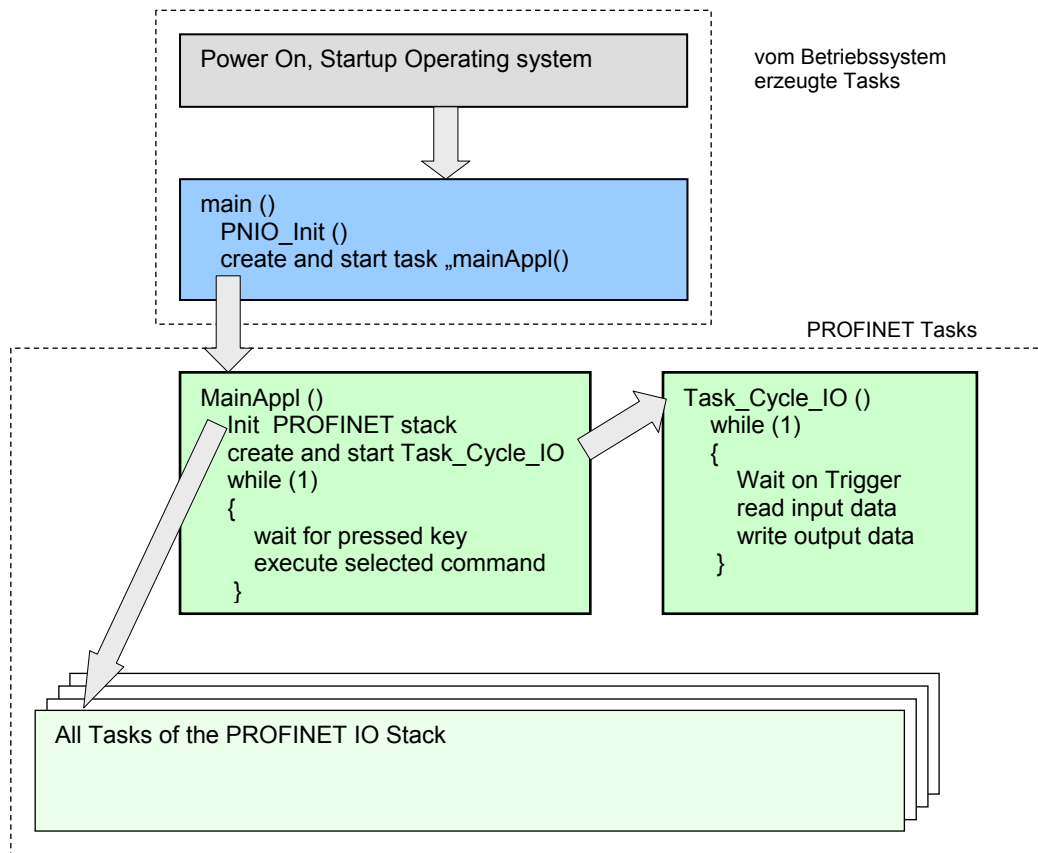 Power On, Startup Operating system
vom Betriebssystem
erzeugte Tasks
main ()
PNIO_Init ()
create and start task „mainAppl()
PROFINET Tasks
MainAppl ()
Init PROFINET stack
create and start Task_Cycle_IO
while (1)
{
wait for pressed key
execute selected command
}
Task_Cycle_IO ()
while (1)
{
Wait on Trigger
read input data
write output data
}
All Tasks of the PROFINET IO Stack